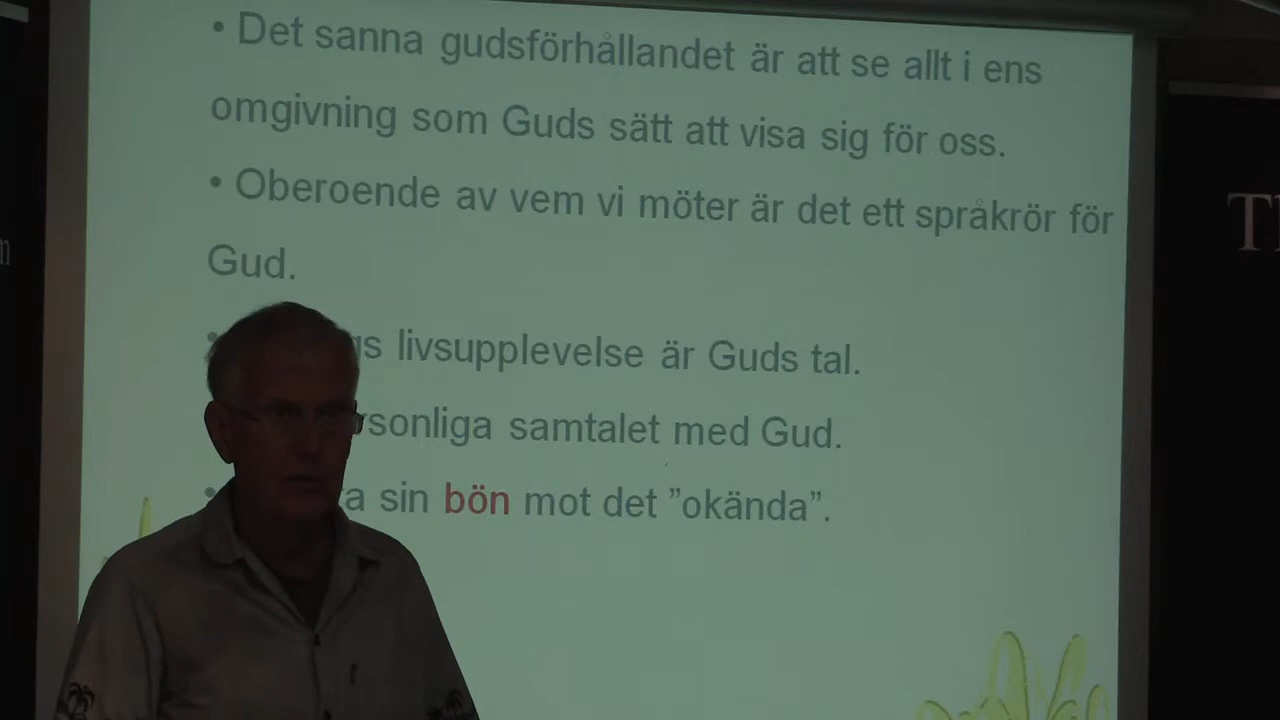 • Det sanna gudsförhållandet är att se allt i ens
omgivning som Guds sätt att visa sig för oss.
• Oberoende av vem vi möter är det ett språkrör för
Gud.
livsupplevelse är Guds tal.
samtalet med Gud.
sin bön mot det ”okända”.